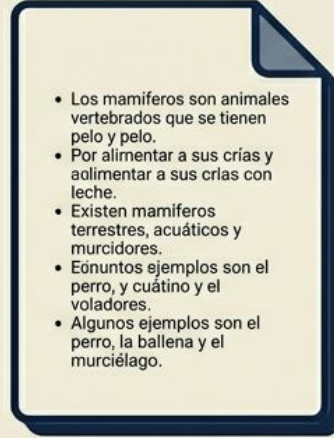 • Los mamiferos son animales
vertebrados que se tienen
pelo y pelo.
• Por alirnentar a sus crías y
aolimentar a sus crlas con
leche.
• Existen mamiferos
terrestres, acuáticos y
murcidores.
• Eönuntos ejemplos son el
perro, y cuátino y el
voladores.
• Algunos ejemplos son el
perro, la ballena y el
murciélago.